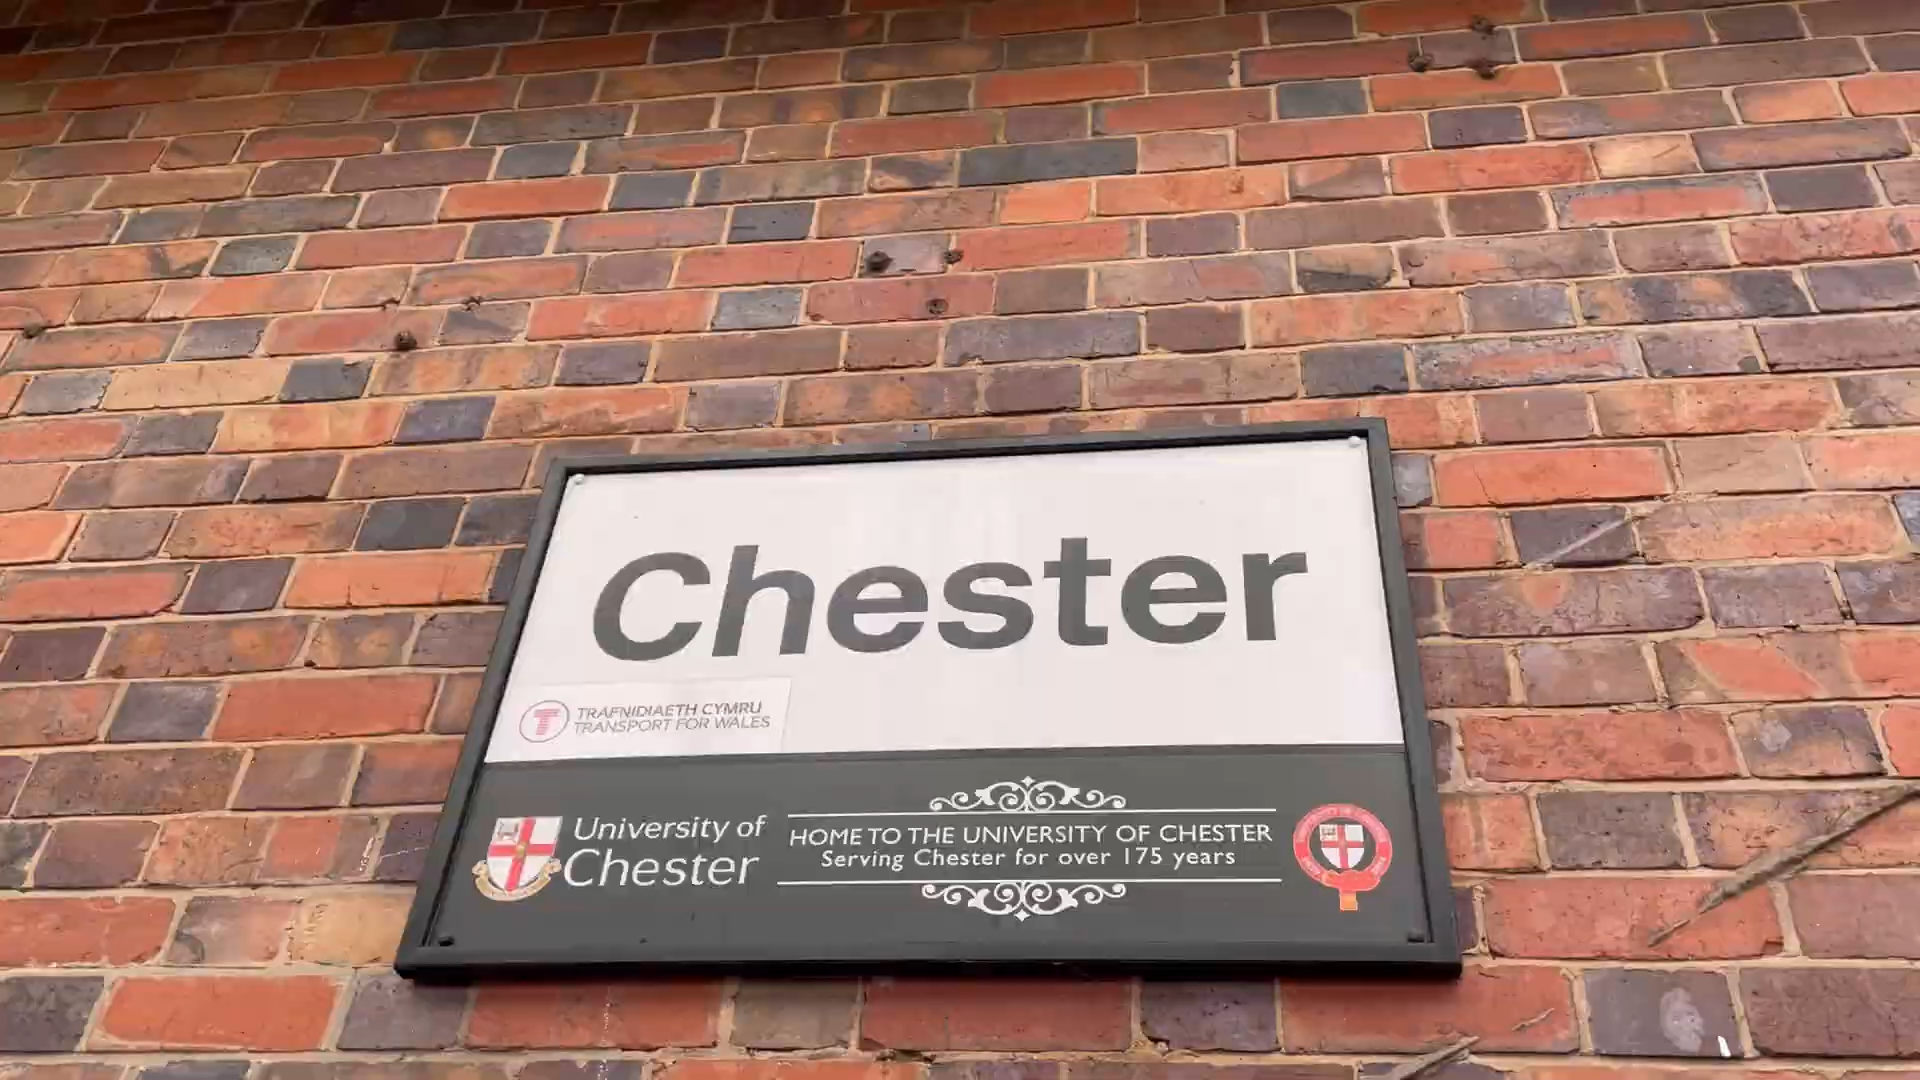 Chester
TRAFNIDIAETH CYMRU
TRANSPORT FOR WALES
University of
Chester
HOME TO THE UNIVERSITY OF CHESTER
Serving Chester for over 175 years